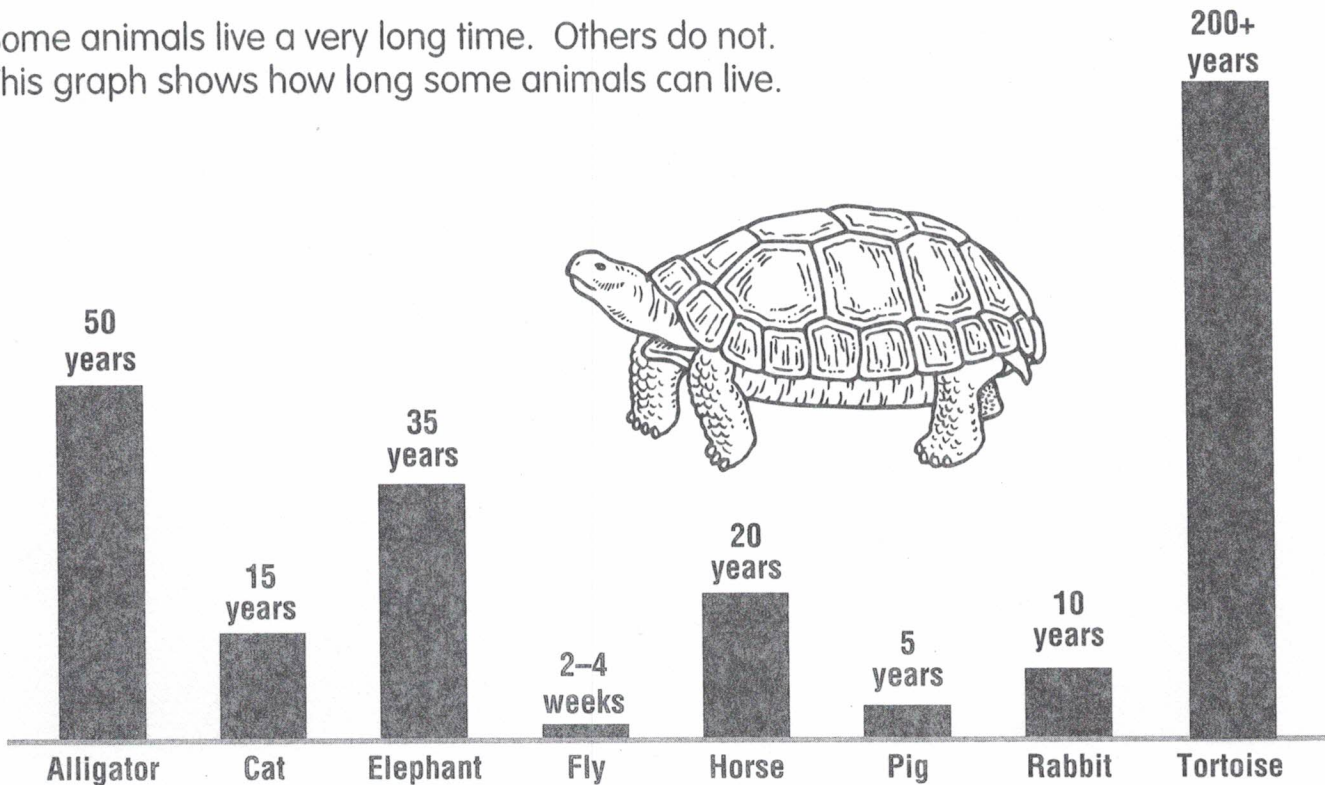 ome animals live a very long time. Others do not.
his graph shows how long some animals can live.
200+
years
50
years
35
years
15
years
20
years
2–4
weeks
5
years
10
years
Alligator Cat Elephant Fly Horse Pig Rabbit Tortoise